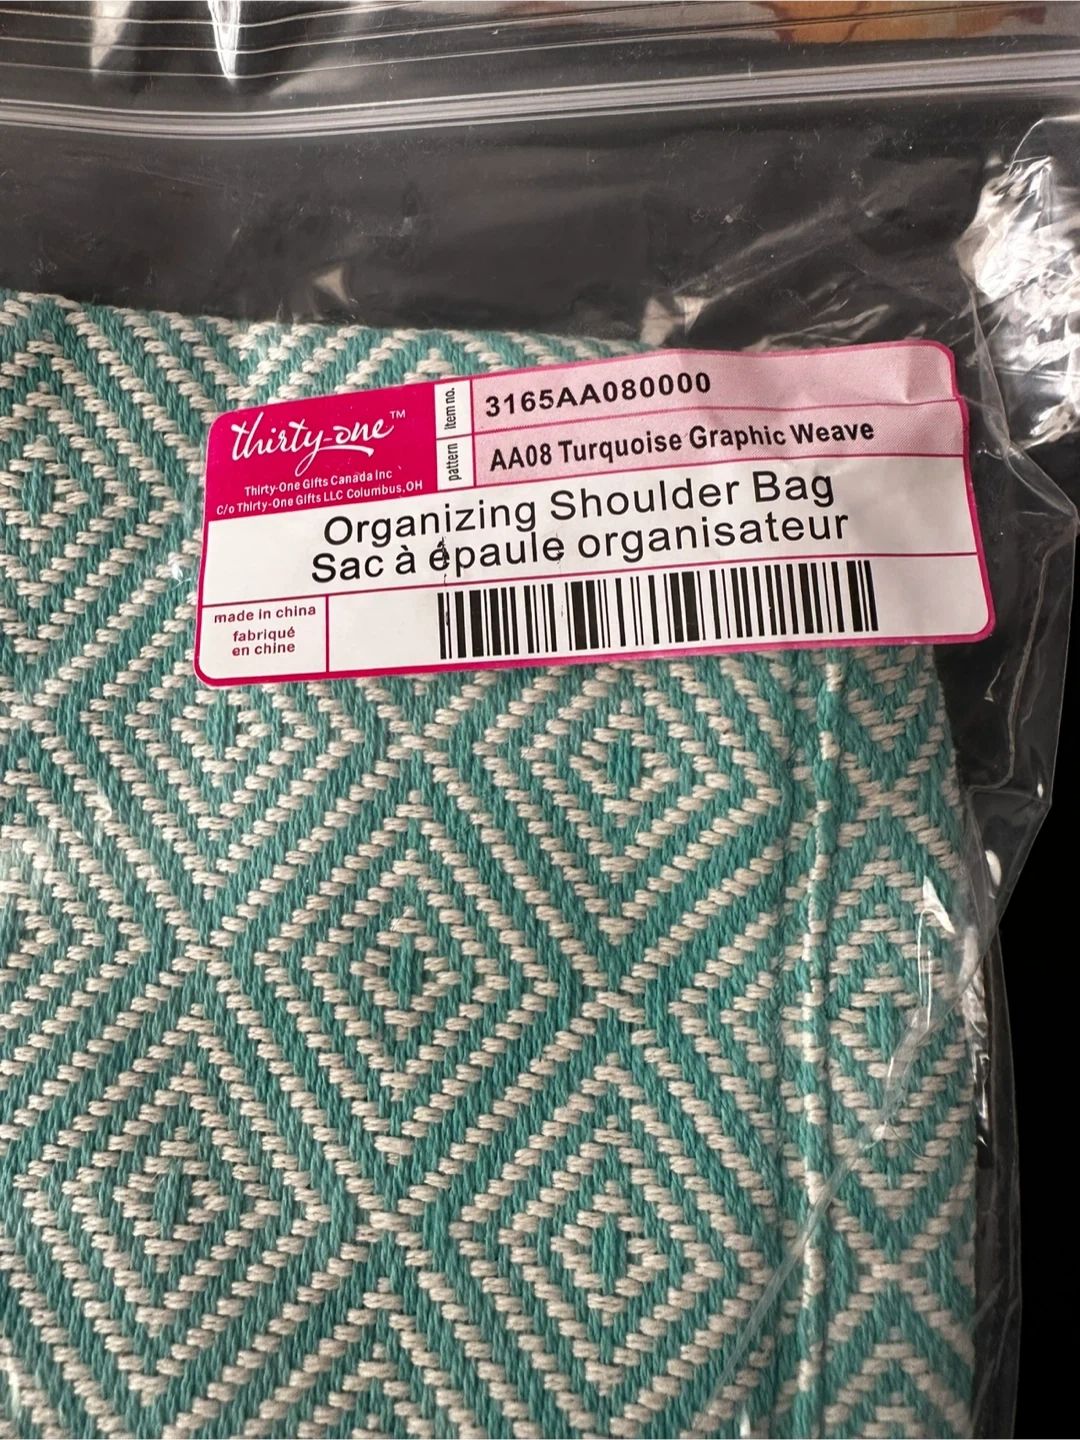 thirty-one™
Thirty-One Gifts Canada Inc
C/o Thirty-One Gifts LLC Columbus,OH
item no.
3165AA080000
pattern
AA08 Turquoise Graphic Weave
Organizing Shoulder Bag
Sac à épaule organisateur
made in china
fabriqué
en chine